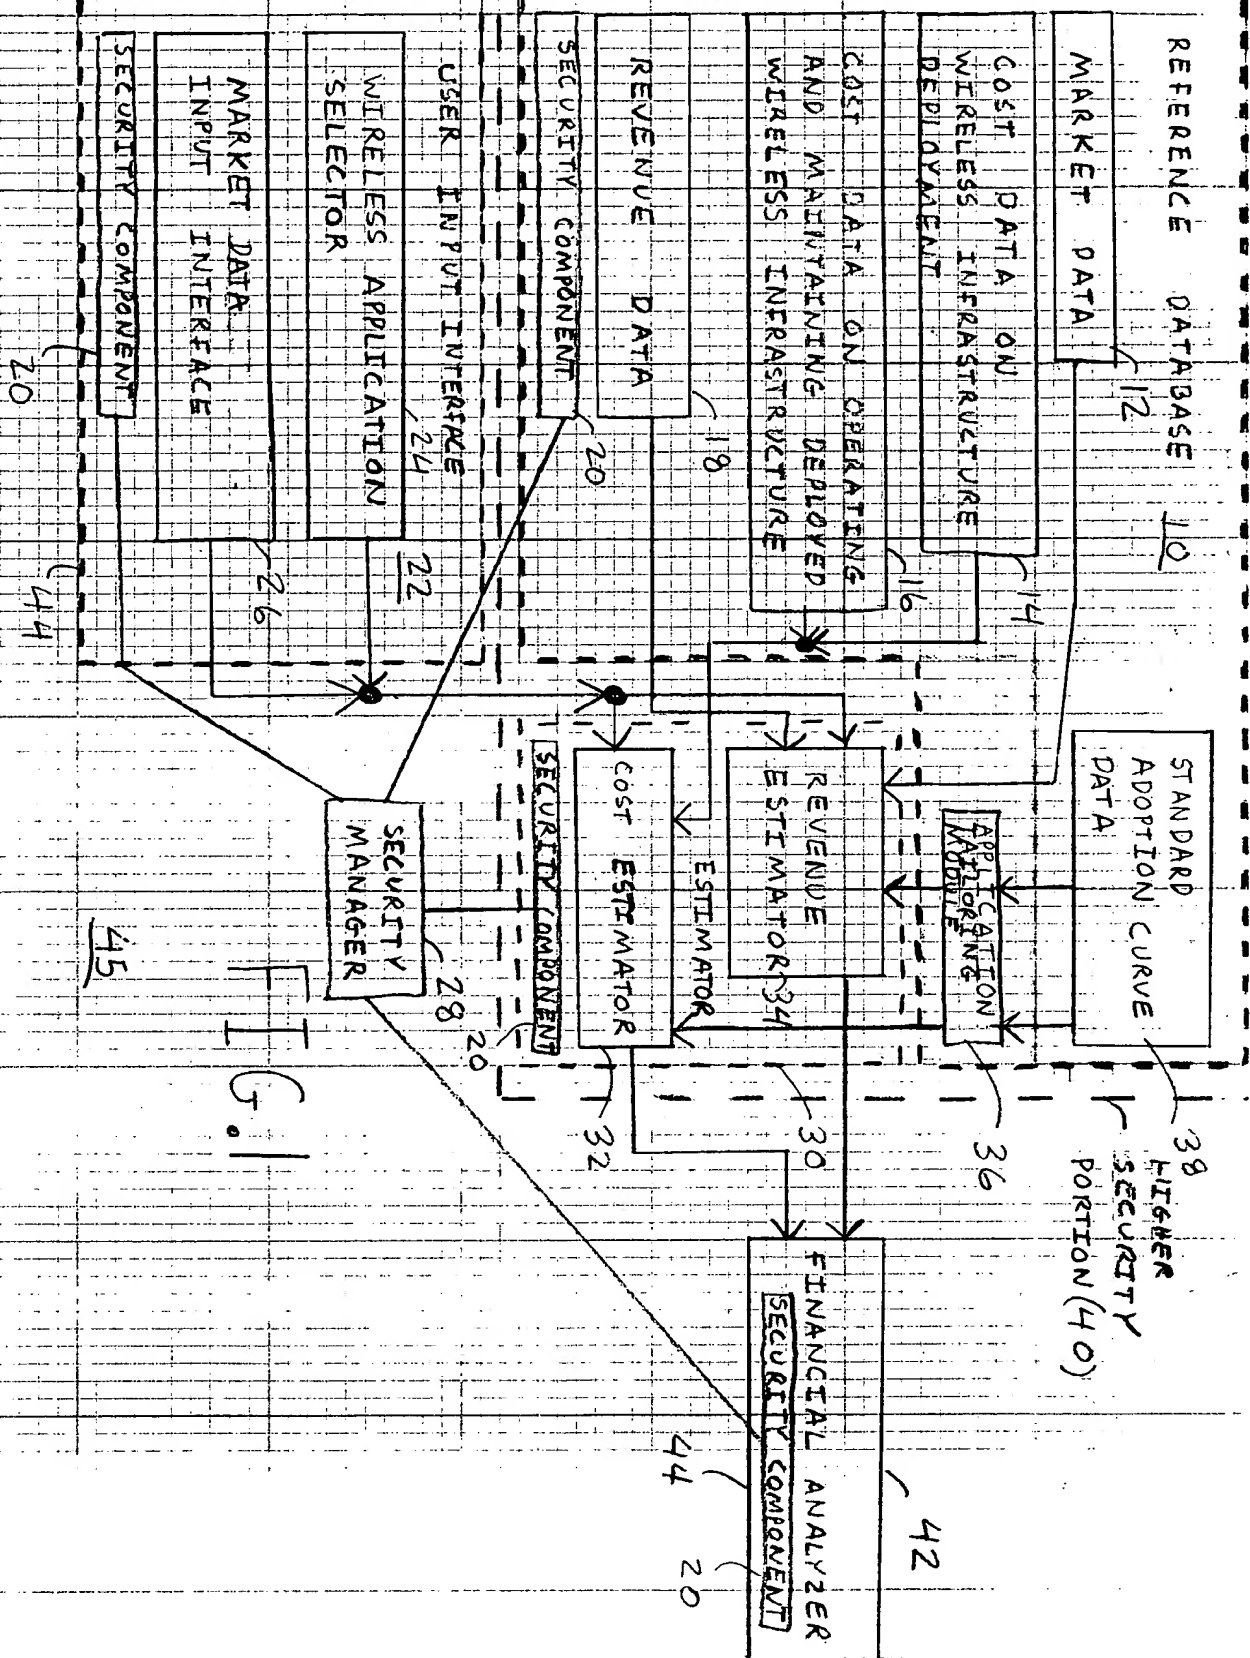 REFERENCE DATABASE 10
MARKET DATA
12
COST DATA ON
WIRELESS INFRASTRUCTURE
DEPLOYMENT
14
COST DATA ON OPERATING
AND MAINTAINING DEPLOYED
WIRELESS INFRASTRUCTURE
16
REVENUE DATA
18
SECURITY COMPONENT
20
USER INPUT INTERFACE
22
WIRELESS APPLICATION
SELECTOR
24
MARKET DATA
INPUT INTERFACE
26
SECURITY COMPONENT
20
44
STANDARD
ADOPTION CURVE
DATA
38
HIGHER
SECURITY
PORTION (40)
APPLICATION
TAILORING
MODULE
36
REVENUE
ESTIMATOR 34
ESTIMATOR
30
COST ESTIMATOR
32
SECURITY COMPONENT
20
SECURITY
MANAGER
28
FINANCIAL ANALYZER
42
SECURITY COMPONENT
20
44
45
FIG. 1